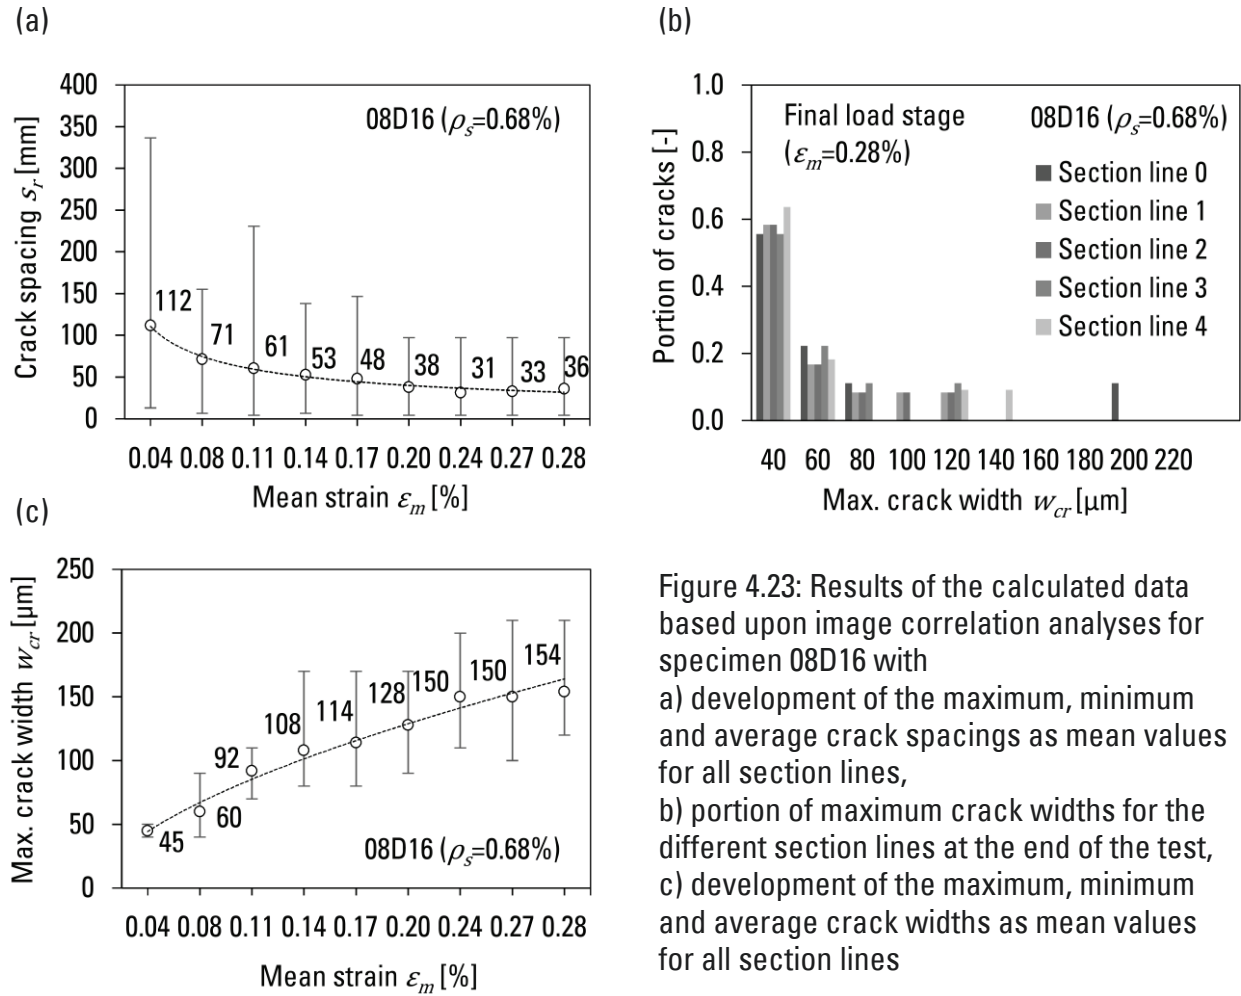 (a)
400
350
300
250
200
150
100
50
0
Crack spacing s_r [mm]
08D16 (ρ_s=0.68%)
112
71
61
53
48
38
31
33
36
0.04 0.08 0.11 0.14 0.17 0.20 0.24 0.27 0.28
Mean strain ε_m [%]
(b)
1.0
0.8
0.6
0.4
0.2
0.0
Portion of cracks [-]
Final load stage
(ε_m=0.28%)
08D16 (ρ_s=0.68%)
Section line 0
Section line 1
Section line 2
Section line 3
Section line 4
40 60 80 100 120 140 160 180 200 220
Max. crack width w_cr [µm]
(c)
250
200
150
100
50
0
Max. crack width w_cr [µm]
45
60
92
108
114
128
150
150
154
08D16 (ρ_s=0.68%)
0.04 0.08 0.11 0.14 0.17 0.20 0.24 0.27 0.28
Mean strain ε_m [%]
Figure 4.23: Results of the calculated data
based upon image correlation analyses for
specimen 08D16 with
a) development of the maximum, minimum
and average crack spacings as mean values
for all section lines,
b) portion of maximum crack widths for the
different section lines at the end of the test,
c) development of the maximum, minimum
and average crack widths as mean values
for all section lines